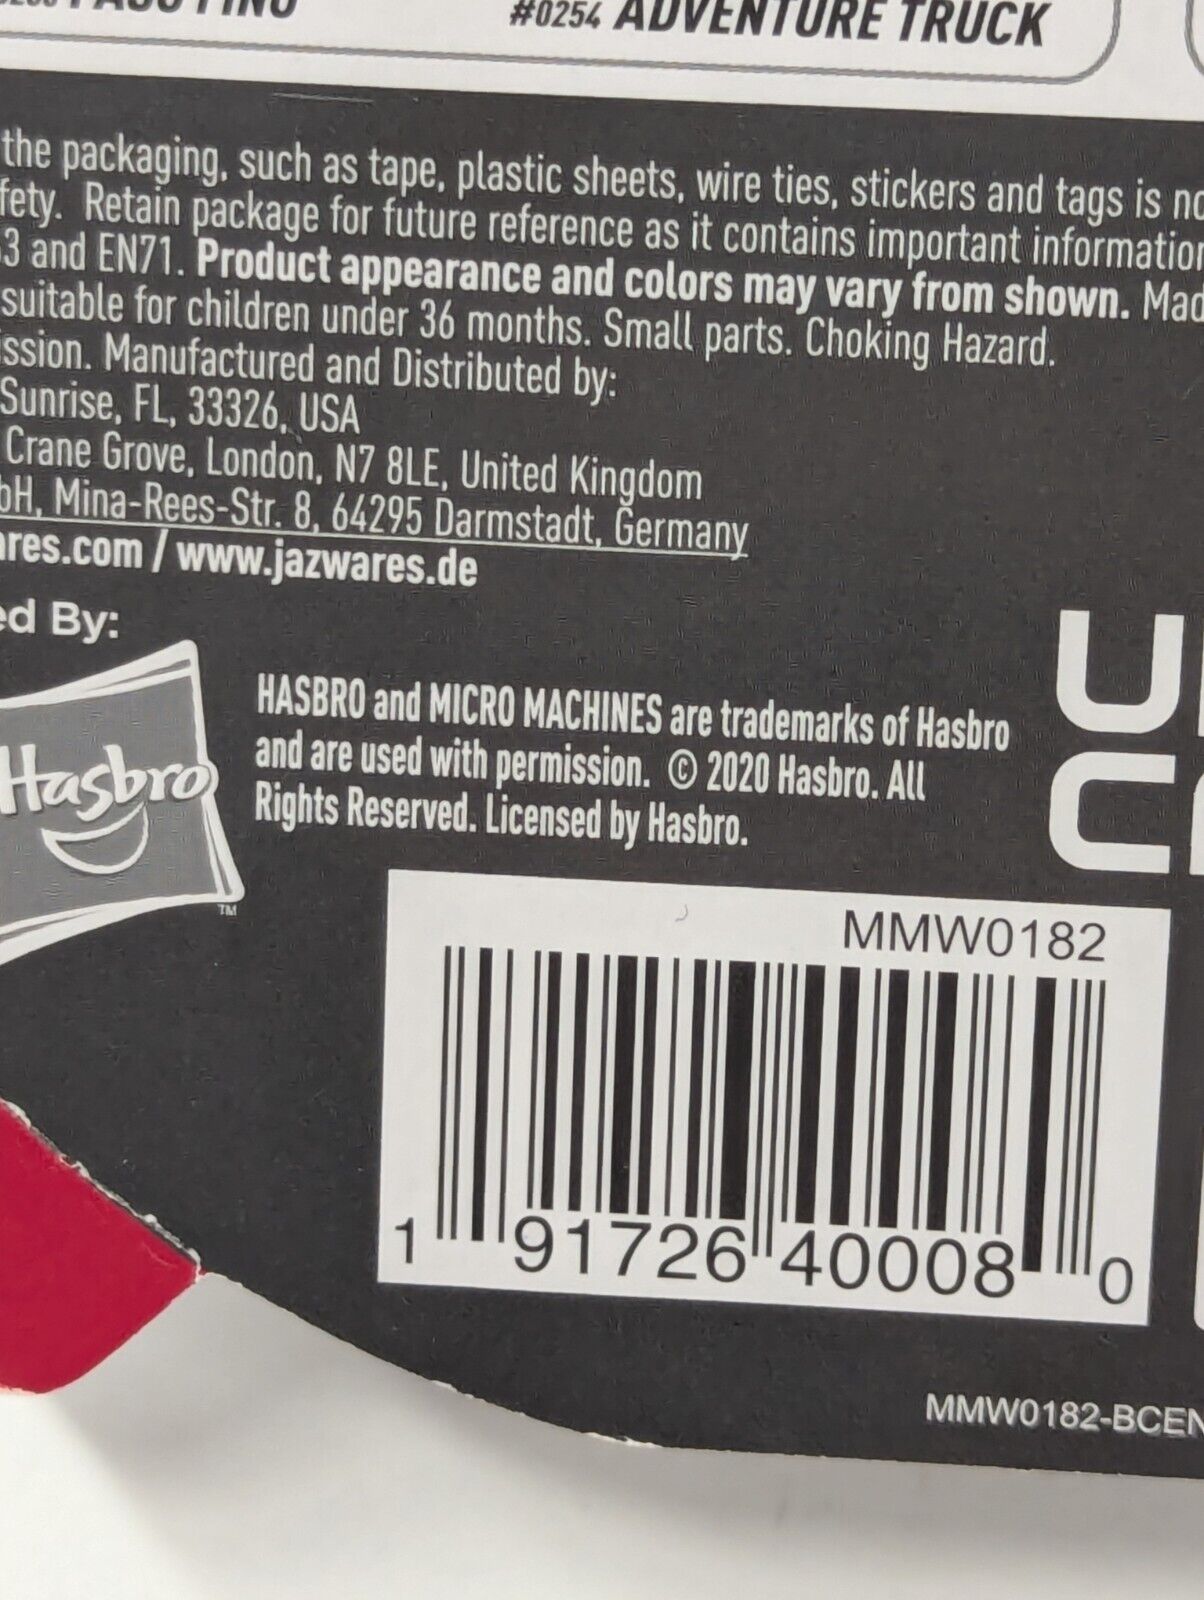 #0254 ADVENTURE TRUCK
the packaging, such as tape, plastic sheets, wire ties, stickers and tags is
Retain package for future reference as it contains important information
and EN71. Product appearance and colors may vary from shown.
suitable for children under 36 months. Small parts. Choking Hazard.
Manufactured and Distributed by:
Sunrise, FL, 33326, USA
Crane Grove, London, N7 8LE, United Kingdom
bH, Mina-Rees-Str. 8, 64295 Darmstadt, Germany
ares.com / www.jazwares.de
ed By:
Hasbro
TM
HASBRO and MICRO MACHINES are trademarks of Hasbro
and are used with permission. © 2020 Hasbro. All
Rights Reserved. Licensed by Hasbro.
MMW0182
1 91726 40008 0
MMW0182-BCEN